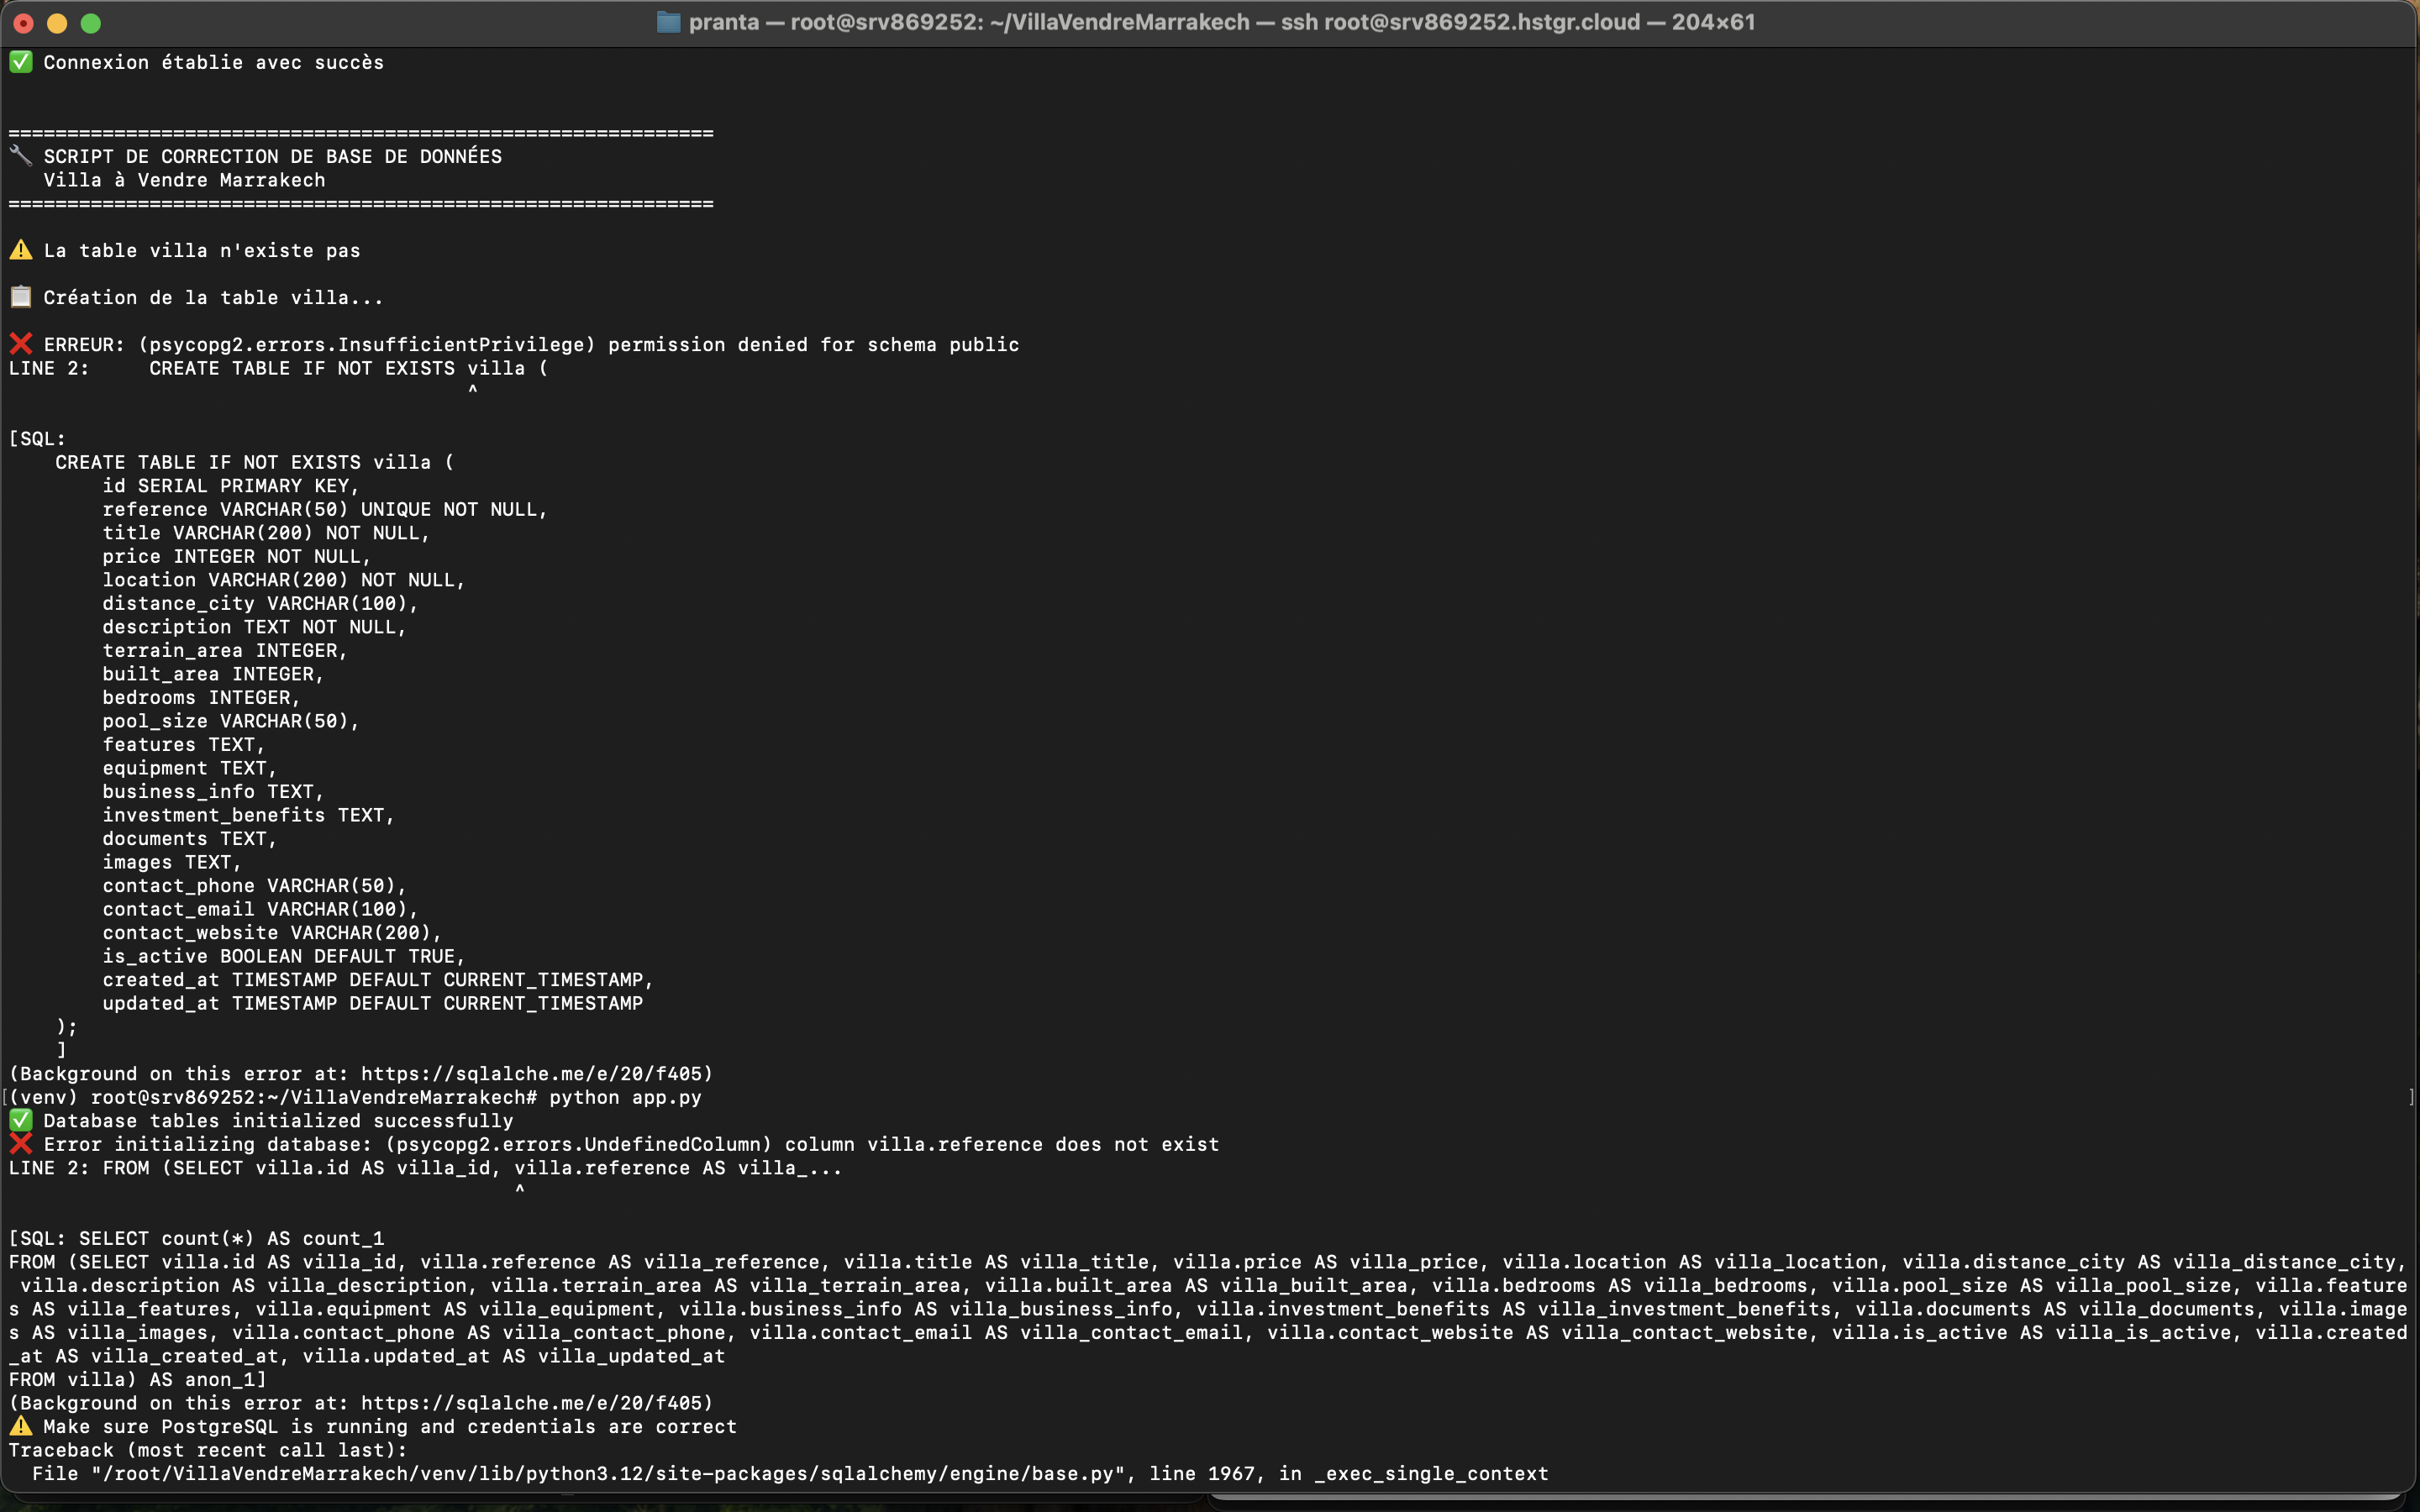 pranta — root@srv869252: ~/VillaVendreMarrakech — ssh root@srv869252.hstgr.cloud — 204×61
✅ Connexion établie avec succès
============================================================
🔧 SCRIPT DE CORRECTION DE BASE DE DONNÉES
   Villa à Vendre Marrakech
============================================================
⚠️ La table villa n'existe pas
📋 Création de la table villa...
❌ ERREUR: (psycopg2.errors.InsufficientPrivilege) permission denied for schema public
LINE 2:     CREATE TABLE IF NOT EXISTS villa (
                                       ^
[SQL:
    CREATE TABLE IF NOT EXISTS villa (
        id SERIAL PRIMARY KEY,
        reference VARCHAR(50) UNIQUE NOT NULL,
        title VARCHAR(200) NOT NULL,
        price INTEGER NOT NULL,
        location VARCHAR(200) NOT NULL,
        distance_city VARCHAR(100),
        description TEXT NOT NULL,
        terrain_area INTEGER,
        built_area INTEGER,
        bedrooms INTEGER,
        pool_size VARCHAR(50),
        features TEXT,
        equipment TEXT,
        business_info TEXT,
        investment_benefits TEXT,
        documents TEXT,
        images TEXT,
        contact_phone VARCHAR(50),
        contact_email VARCHAR(100),
        contact_website VARCHAR(200),
        is_active BOOLEAN DEFAULT TRUE,
        created_at TIMESTAMP DEFAULT CURRENT_TIMESTAMP,
        updated_at TIMESTAMP DEFAULT CURRENT_TIMESTAMP
    );
    ]
(Background on this error at: https://sqlalche.me/e/20/f405)
[(venv) root@srv869252:~/VillaVendreMarrakech# python app.py ]
✅ Database tables initialized successfully
❌ Error initializing database: (psycopg2.errors.UndefinedColumn) column villa.reference does not exist
LINE 2: FROM (SELECT villa.id AS villa_id, villa.reference AS villa_...
                                           ^
[SQL: SELECT count(*) AS count_1
FROM (SELECT villa.id AS villa_id, villa.reference AS villa_reference, villa.title AS villa_title, villa.price AS villa_price, villa.location AS villa_location, villa.distance_city AS villa_distance_city,
 villa.description AS villa_description, villa.terrain_area AS villa_terrain_area, villa.built_area AS villa_built_area, villa.bedrooms AS villa_bedrooms, villa.pool_size AS villa_pool_size, villa.feature
s AS villa_features, villa.equipment AS villa_equipment, villa.business_info AS villa_business_info, villa.investment_benefits AS villa_investment_benefits, villa.documents AS villa_documents, villa.image
s AS villa_images, villa.contact_phone AS villa_contact_phone, villa.contact_email AS villa_contact_email, villa.contact_website AS villa_contact_website, villa.is_active AS villa_is_active, villa.created
_at AS villa_created_at, villa.updated_at AS villa_updated_at
FROM villa) AS anon_1]
(Background on this error at: https://sqlalche.me/e/20/f405)
⚠️ Make sure PostgreSQL is running and credentials are correct
Traceback (most recent call last):
  File "/root/VillaVendreMarrakech/venv/lib/python3.12/site-packages/sqlalchemy/engine/base.py", line 1967, in _exec_single_context